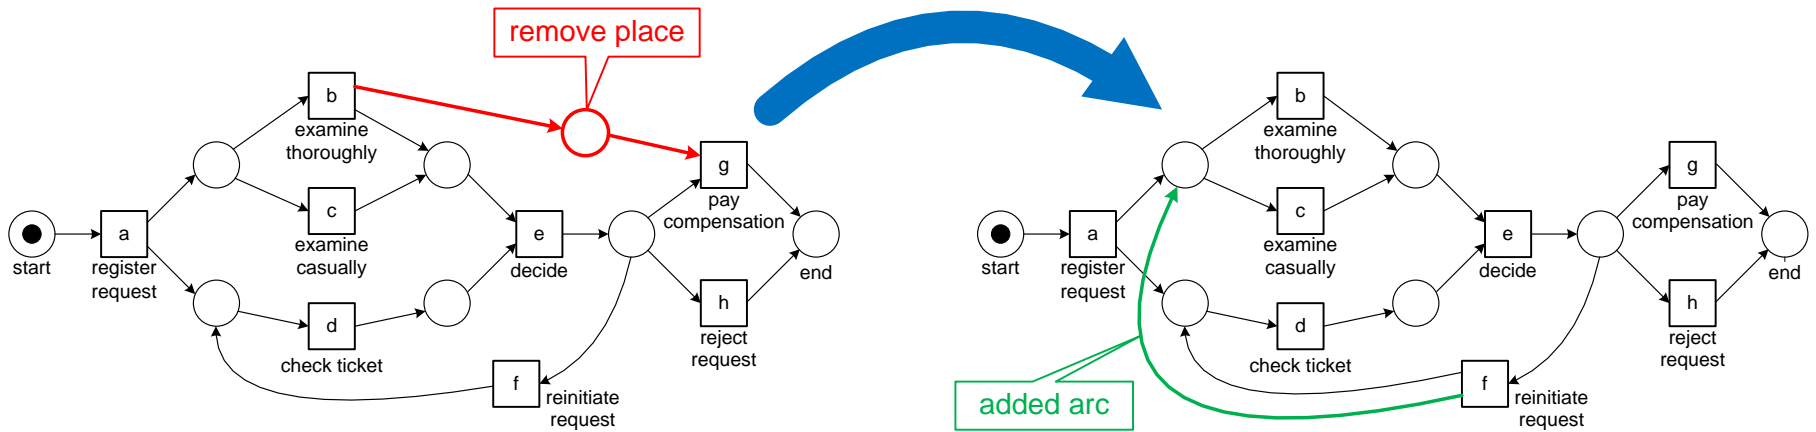 remove place
b
examine
thoroughly
g
pay
compensation
c
examine
casually
start
a
register
request
e
decide
end
d
check ticket
h
reject
request
f
reinitiate
request
b
examine
thoroughly
g
pay
compensation
c
examine
casually
start
a
register
request
e
decide
end
d
check ticket
h
reject
request
added arc
f
reinitiate
request